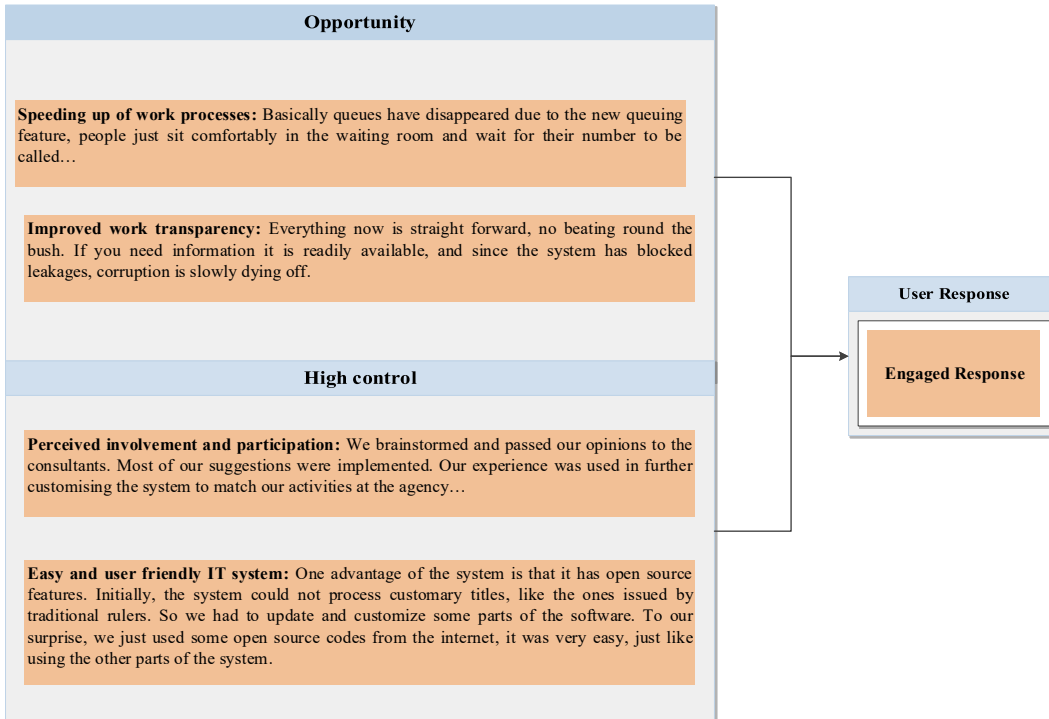 Opportunity
Speeding up of work processes: Basically queues have disappeared due to the new queuing
feature, people just sit comfortably in the waiting room and wait for their number to be
called…
Improved work transparency: Everything now is straight forward, no beating round the
bush. If you need information it is readily available, and since the system has blocked
leakages, corruption is slowly dying off.
High control
Perceived involvement and participation: We brainstormed and passed our opinions to the
consultants. Most of our suggestions were implemented. Our experience was used in further
customising the system to match our activities at the agency…
Easy and user friendly IT system: One advantage of the system is that it has open source
features. Initially, the system could not process customary titles, like the ones issued by
traditional rulers. So we had to update and customize some parts of the software. To our
surprise, we just used some open source codes from the internet, it was very easy, just like
using the other parts of the system.
User Response
Engaged Response